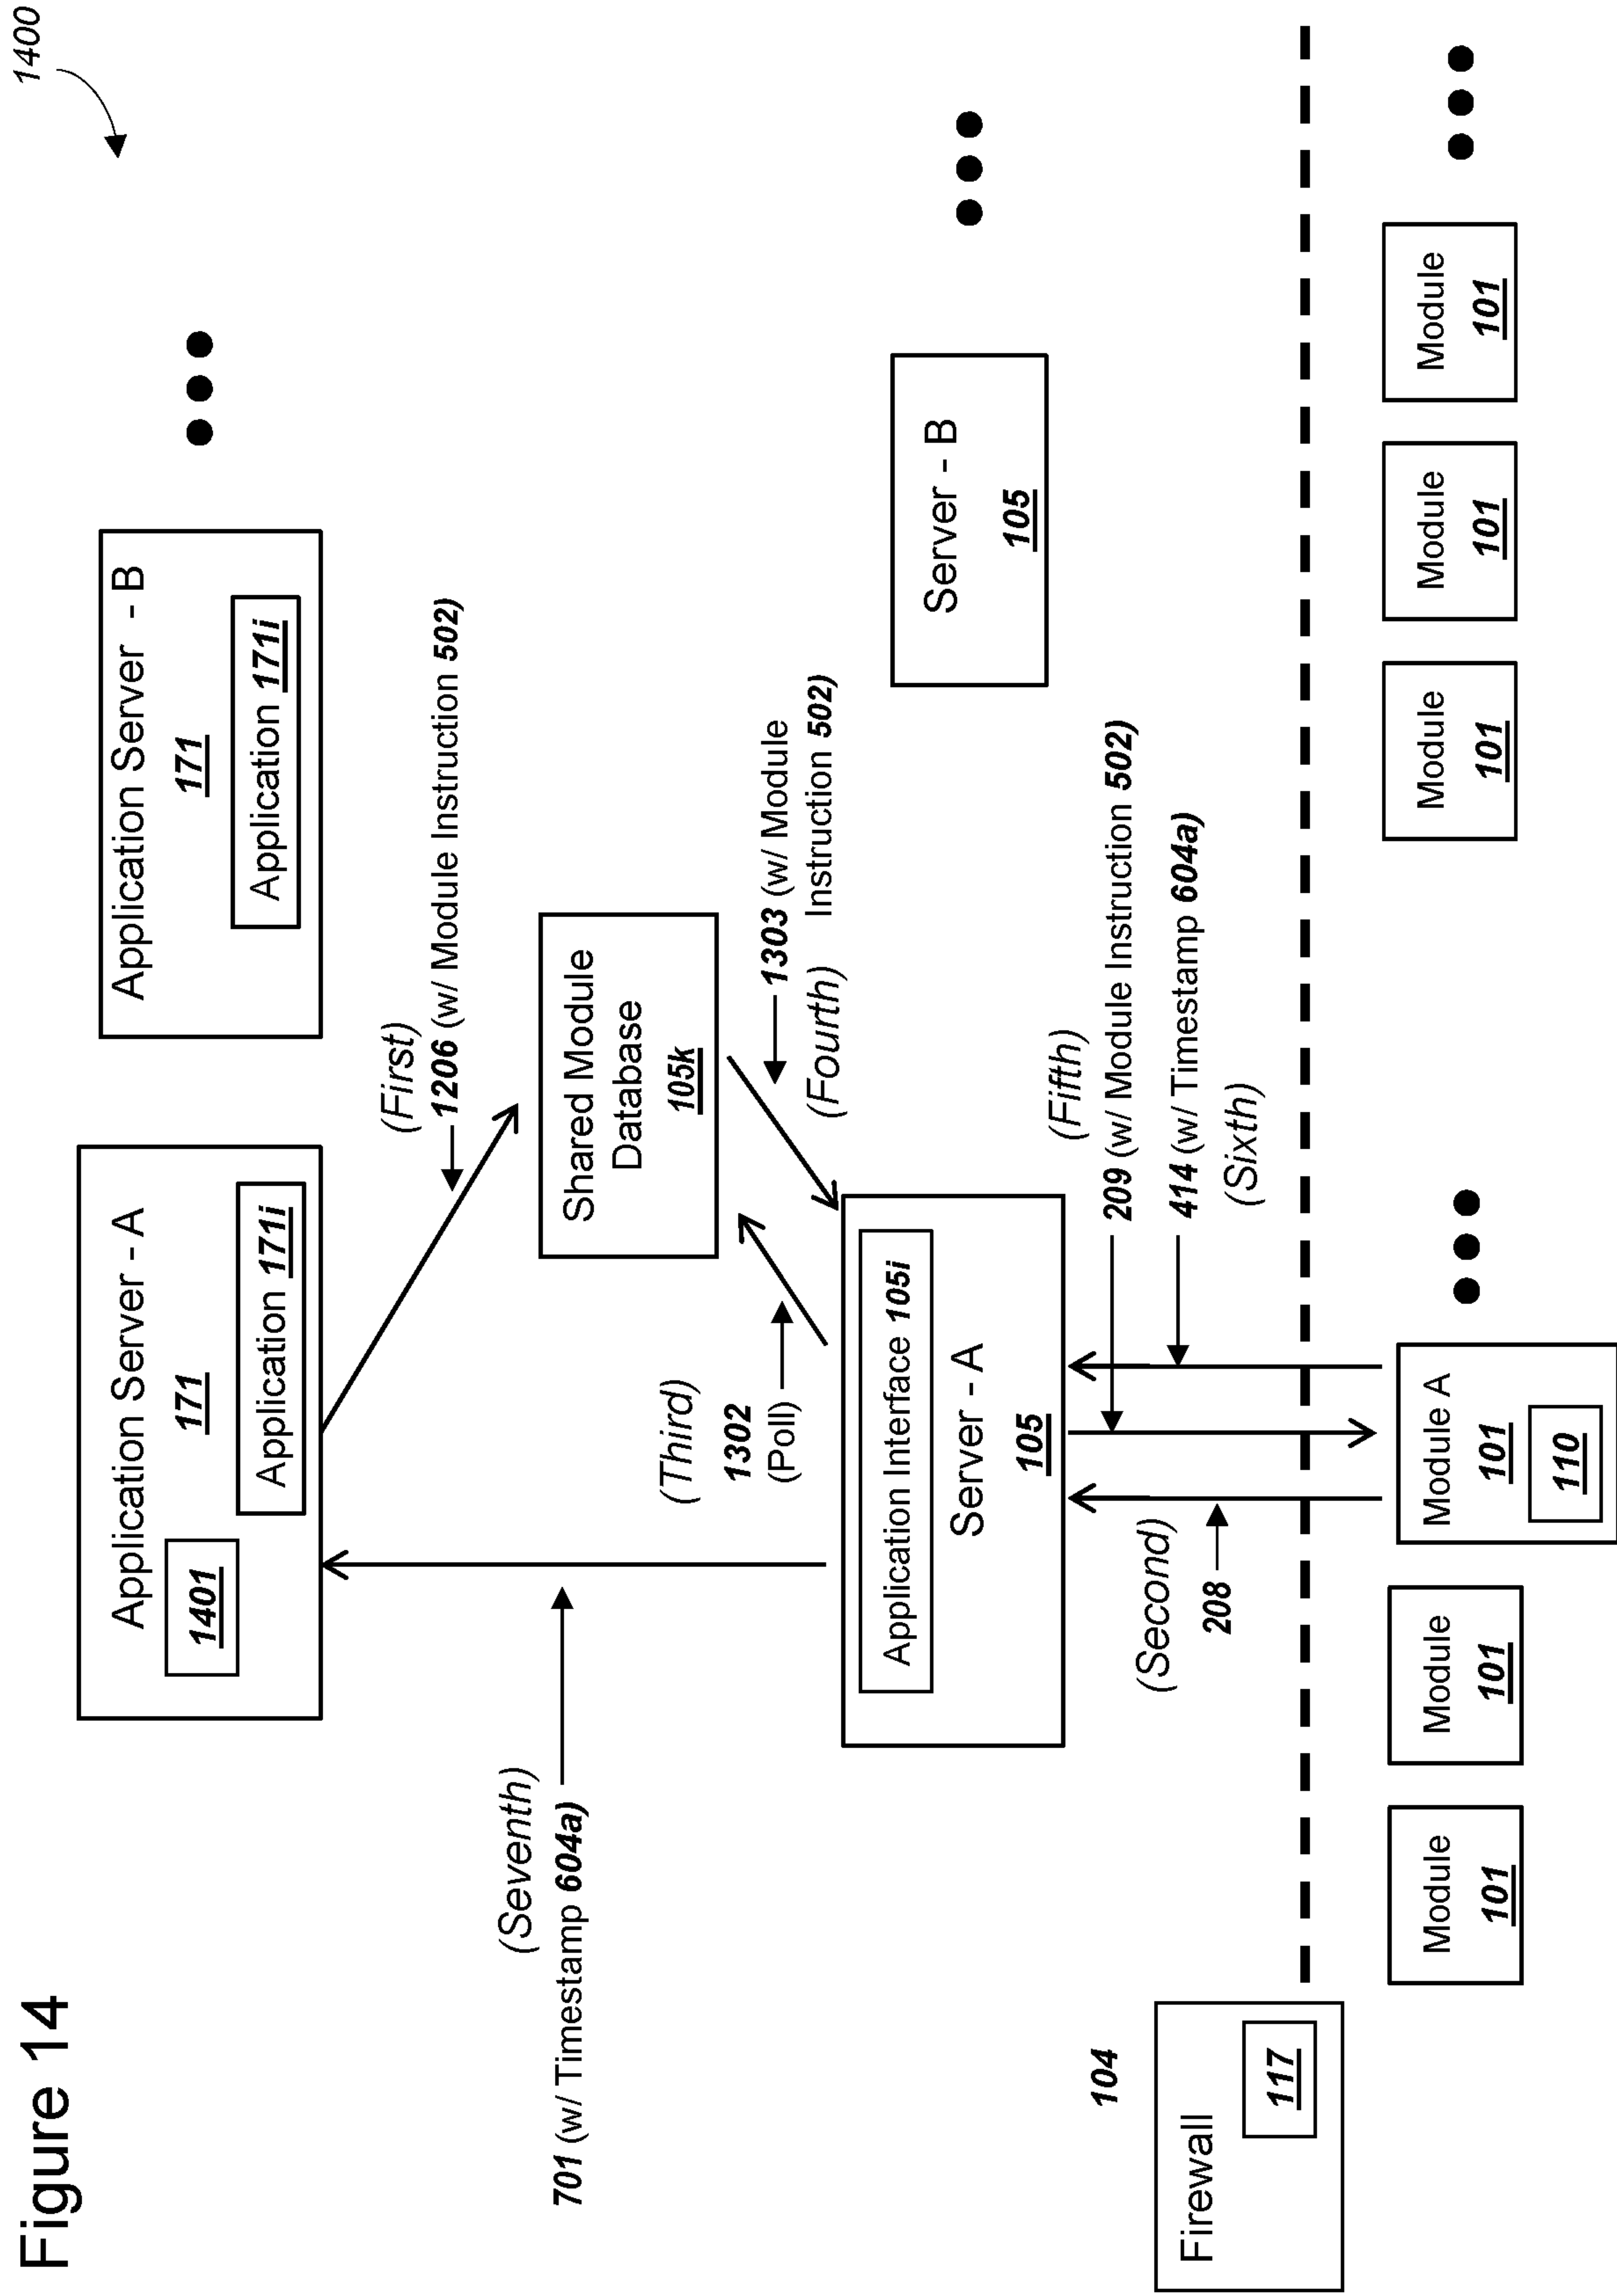 Figure 14
1400
Application Server - A
171
1401
Application 171i
Application Server - B
171
Application 171i
(First)
1206 (w/ Module Instruction 502)
(Seventh)
701 (w/ Timestamp 604a)
Shared Module
Database
105k
(Third)
1302
(Poll)
1303 (w/ Module
Instruction 502)
(Fourth)
Application Interface 105i
Server - A
105
Server - B
105
(Second)
208
(Fifth)
209 (w/ Module Instruction 502)
414 (w/ Timestamp 604a)
(Sixth)
104
Firewall
117
Module
101
Module
101
Module A
101
110
Module
101
Module
101
Module
101